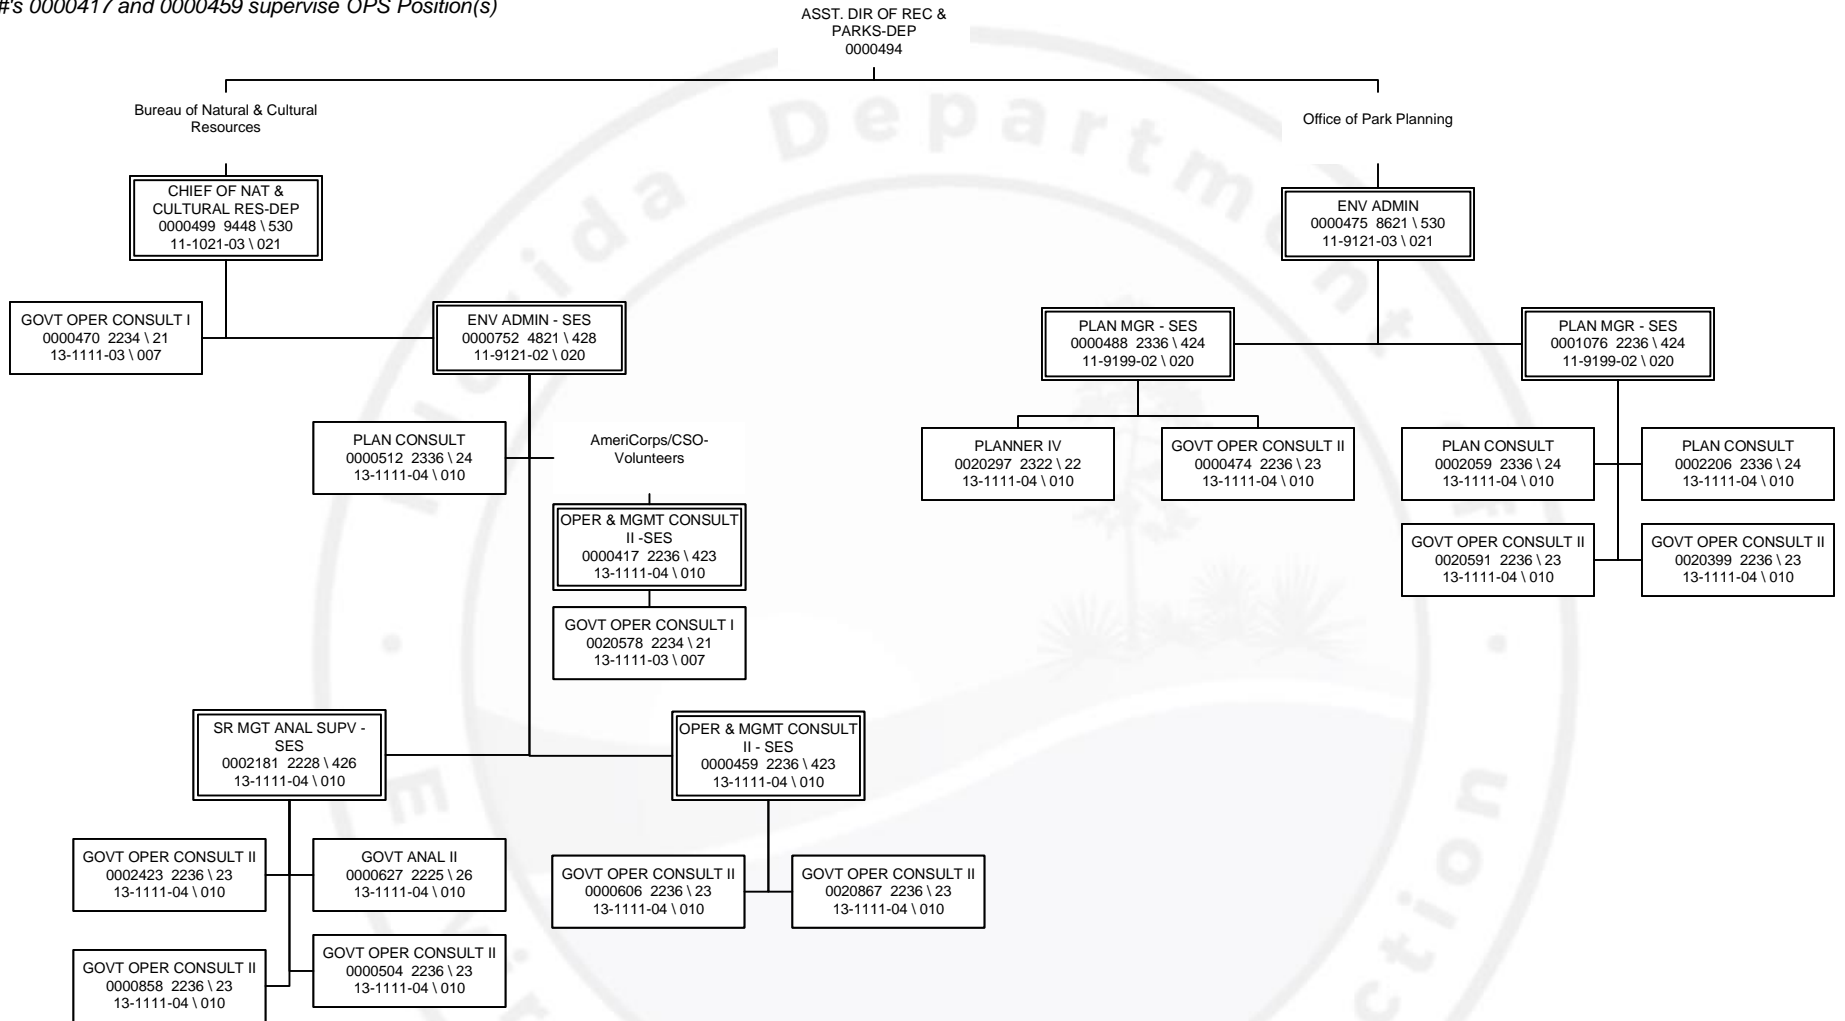 #'s 0000417 and 0000459 supervise OPS Position(s)
ASST. DIR OF REC &
PARKS-DEP
0000494
Bureau of Natural & Cultural
Resources
Office of Park Planning
CHIEF OF NAT &
CULTURAL RES-DEP
0000499 9448 \ 530
11-1021-03 \ 021
ENV ADMIN
0000475 8621 \ 530
11-9121-03 \ 021
GOVT OPER CONSULT I
0000470 2234 \ 21
13-1111-03 \ 007
ENV ADMIN - SES
0000752 4821 \ 428
11-9121-02 \ 020
PLAN MGR - SES
0000488 2336 \ 424
11-9199-02 \ 020
PLAN MGR - SES
0001076 2236 \ 424
11-9199-02 \ 020
PLAN CONSULT
0000512 2336 \ 24
13-1111-04 \ 010
AmeriCorps/CSO-
Volunteers
PLANNER IV
0020297 2322 \ 22
13-1111-04 \ 010
GOVT OPER CONSULT II
0000474 2236 \ 23
13-1111-04 \ 010
PLAN CONSULT
0002059 2336 \ 24
13-1111-04 \ 010
PLAN CONSULT
0002206 2336 \ 24
13-1111-04 \ 010
OPER & MGMT CONSULT
II -SES
0000417 2236 \ 423
13-1111-04 \ 010
GOVT OPER CONSULT II
0020591 2236 \ 23
13-1111-04 \ 010
GOVT OPER CONSULT II
0020399 2236 \ 23
13-1111-04 \ 010
GOVT OPER CONSULT I
0020578 2234 \ 21
13-1111-03 \ 007
SR MGT ANAL SUPV -
SES
0002181 2228 \ 426
13-1111-04 \ 010
OPER & MGMT CONSULT
II - SES
0000459 2236 \ 423
13-1111-04 \ 010
GOVT OPER CONSULT II
0002423 2236 \ 23
13-1111-04 \ 010
GOVT ANAL II
0000627 2225 \ 26
13-1111-04 \ 010
GOVT OPER CONSULT II
0000606 2236 \ 23
13-1111-04 \ 010
GOVT OPER CONSULT II
0020867 2236 \ 23
13-1111-04 \ 010
GOVT OPER CONSULT II
0000858 2236 \ 23
13-1111-04 \ 010
GOVT OPER CONSULT II
0000504 2236 \ 23
13-1111-04 \ 010
Florida Department of